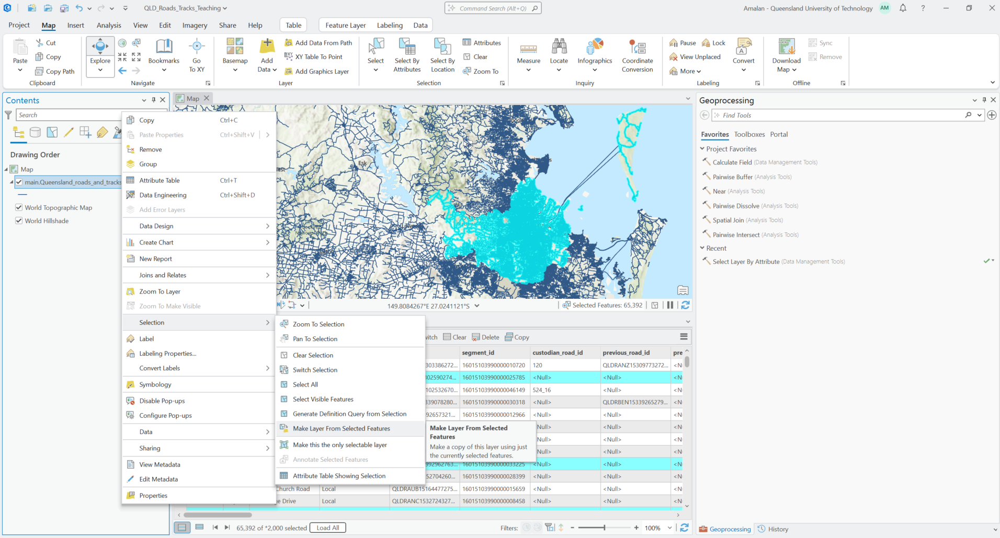 QLD_Roads_Tracks_Teaching
Command Search (Alt+Q)
Amalan - Queensland University of Technology
AM
?
Project
Map
Insert
Analysis
View
Edit
Imagery
Share
Help
Table
Feature Layer
Labeling
Data
Paste
Cut
Copy
Copy Path
Clipboard
Explore
Bookmarks
Go
To XY
Navigate
Basemap
Add
Data
Add Data From Path
XY Table To Point
Add Graphics Layer
Layer
Select
Select By
Attributes
Select By
Location
Attributes
Clear
Zoom To
Selection
Measure
Locate
Infographics
Coordinate
Conversion
Inquiry
Pause
Lock
View Unplaced
More
Convert
Labeling
Download
Map
Sync
Remove
Offline
Contents
Search
Drawing Order
Map
main.Queensland_roads_and_tracks
World Topographic Map
World Hillshade
Copy Ctrl+C
Paste Properties Ctrl+Shift+V
Remove
Group
Attribute Table Ctrl+T
Data Engineering Ctrl+Shift+D
Add Error Layers
Data Design
Create Chart
New Report
Joins and Relates
Zoom To Layer
Zoom To Make Visible
Selection
Label
Labeling Properties...
Convert Labels
Symbology
Disable Pop-ups
Configure Pop-ups
Data
Sharing
View Metadata
Edit Metadata
Properties
Map
Esk
149.8084267°E 27.0241121°S
Selected Features: 65,392
Zoom To Selection
Pan To Selection
Clear Selection
Switch Selection
Select All
Select Visible Features
Generate Definition Query from Selection
Make Layer From Selected Features
Make this the only selectable layer
Annotate Selected Features
Attribute Table Showing Selection
Make Layer From Selected
Features
Make a copy of this layer using just
the currently selected features.
witch
Clear
Delete
Copy
segment_id custodian_road_id previous_road_id pre
303386272... 16015103990000010720 120 QLDRANZ15309773272... <N
302590274... 16015103990000025785 <Null> <Null> <N
102532670... 16015103990000046149 524_16 <Null> <N
339078280... 16015103990000030318 <Null> QLDRBEN15339265279... <N
92657321... 16015103990000012966 <Null> <Null> <N
Null> <Null> <N
Null> <Null> <N
Null> <Null> <N
992962763... 16015103990000033225 <Null> <Null> <N
52704260... 16015103990000028399 <Null> <Null> <N
Church Road Local QLDRAUB15164477275... 16015103990000015659 <Null> <Null> <N
ge Drive Local QLDRANC1532724327... 16015103990000008458 <Null> <Null> <N
65,392 of *2,000 selected
Load All
Filters:
100%
Geoprocessing
Find Tools
Favorites
Toolboxes
Portal
Project Favorites
Calculate Field (Data Management Tools)
Pairwise Buffer (Analysis Tools)
Near (Analysis Tools)
Pairwise Dissolve (Analysis Tools)
Spatial Join (Analysis Tools)
Pairwise Intersect (Analysis Tools)
Recent
Select Layer By Attribute (Data Management Tools)
Geoprocessing
History